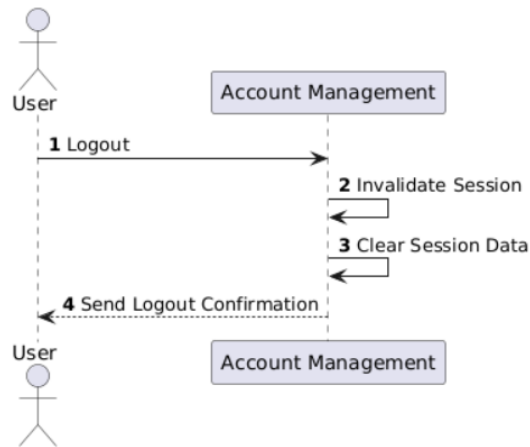 User
Account Management
1 Logout
2 Invalidate Session
3 Clear Session Data
4 Send Logout Confirmation
User
Account Management